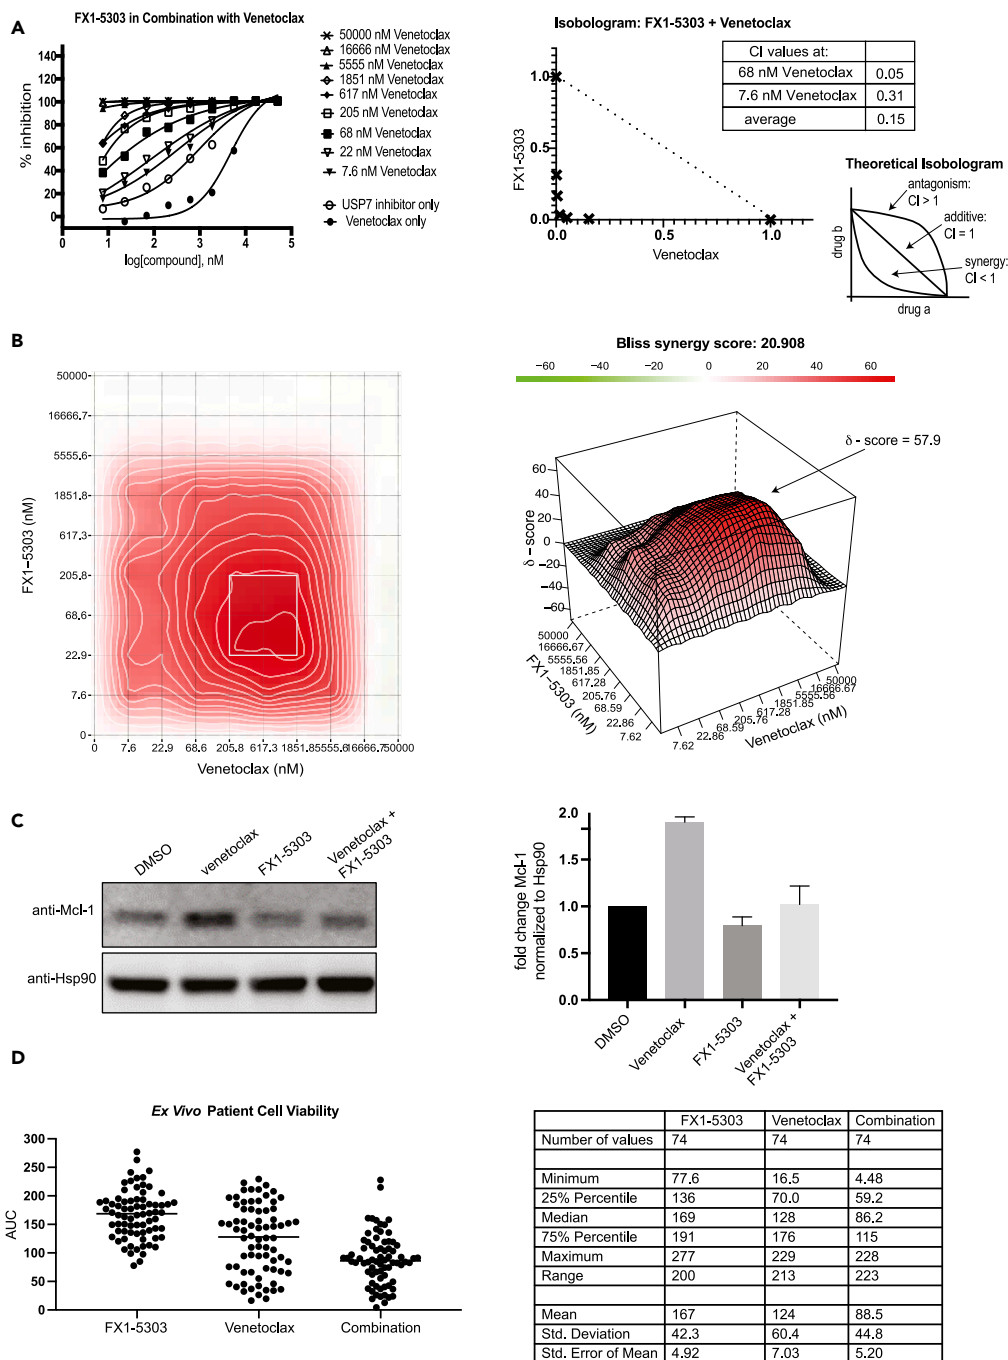 A
FX1-5303 in Combination with Venetoclax
% inhibition
140
120
100
80
60
40
20
0
0
1
2
3
4
5
log[compound], nM
50000 nM Venetoclax
16666 nM Venetoclax
5555 nM Venetoclax
1851 nM Venetoclax
617 nM Venetoclax
205 nM Venetoclax
68 nM Venetoclax
22 nM Venetoclax
7.6 nM Venetoclax
USP7 inhibitor only
Venetoclax only
Isobologram: FX1-5303 + Venetoclax
FX1-5303
1.0
0.5
0.0
0.0
0.5
1.0
Venetoclax
CI values at:
68 nM Venetoclax 0.05
7.6 nM Venetoclax 0.31
average 0.15
Theoretical Isobologram
antagonism:
CI > 1
additive:
CI = 1
synergy:
CI < 1
drug b
drug a
B
FX1-5303 (nM)
50000
16666.7
5555.6
1851.8
617.3
205.8
68.6
22.9
7.6
0
0 7.6 22.9 68.6 205.8 617.3 1851.8 5555.6 16666.7 50000
Venetoclax (nM)
Bliss synergy score: 20.908
−60 −40 −20 0 20 40 60
δ - score = 57.9
δ - score
60
40
20
0
−20
−40
−60
50000
16666.67
5555.56
1851.85
617.28
205.76
68.59
22.86
7.62
FX1-5303 (nM)
7.62
22.86
68.59
205.76
617.28
1851.85
5555.56
16666.67
50000
Venetoclax (nM)
C
DMSO
venetoclax
FX1-5303
Venetoclax +
FX1-5303
anti-Mcl-1
anti-Hsp90
fold change Mcl-1
normalized to Hsp90
2.0
1.0
0.5
0.0
DMSO
Venetoclax
FX1-5303
Venetoclax +
FX1-5303
D
Ex Vivo Patient Cell Viability
AUC
300
250
200
150
100
50
0
FX1-5303
Venetoclax
Combination
FX1-5303 Venetoclax Combination
Number of values 74 74 74
Minimum 77.6 16.5 4.48
25% Percentile 136 70.0 59.2
Median 169 128 86.2
75% Percentile 191 176 115
Maximum 277 229 228
Range 200 213 223
Mean 167 124 88.5
Std. Deviation 42.3 60.4 44.8
Std. Error of Mean 4.92 7.03 5.20